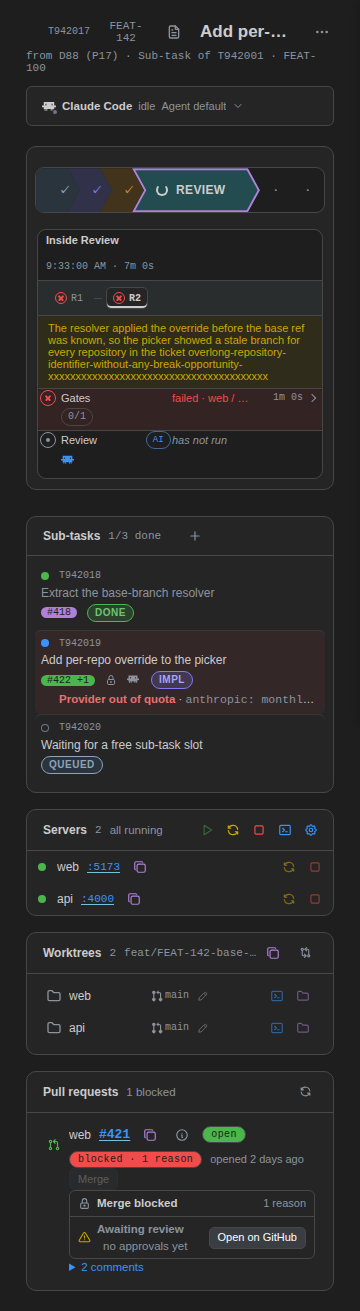 T942017 FEAT-142 Add per-…
from D88 (P17) · Sub-task of T942001 · FEAT-100
Claude Code idle Agent default
REVIEW
Inside Review
9:33:00 AM · 7m 0s
R1 — R2
The resolver applied the override before the base ref
was known, so the picker showed a stale branch for
every repository in the ticket overlong-repository-
identifier-without-any-break-opportunity-
xxxxxxxxxxxxxxxxxxxxxxxxxxxxxxxxxxxxxxxx
Gates failed · web / … 1m 0s
0/1
Review AI has not run
Sub-tasks 1/3 done
T942018
Extract the base-branch resolver
#418 DONE
T942019
Add per-repo override to the picker
#422 +1 IMPL
Provider out of quota · anthropic: monthl…
T942020
Waiting for a free sub-task slot
QUEUED
Servers 2 all running
web :5173
api :4000
Worktrees 2 feat/FEAT-142-base-…
web main
api main
Pull requests 1 blocked
web #421 open
blocked · 1 reason opened 2 days ago
Merge
Merge blocked 1 reason
Awaiting review
no approvals yet
Open on GitHub
2 comments